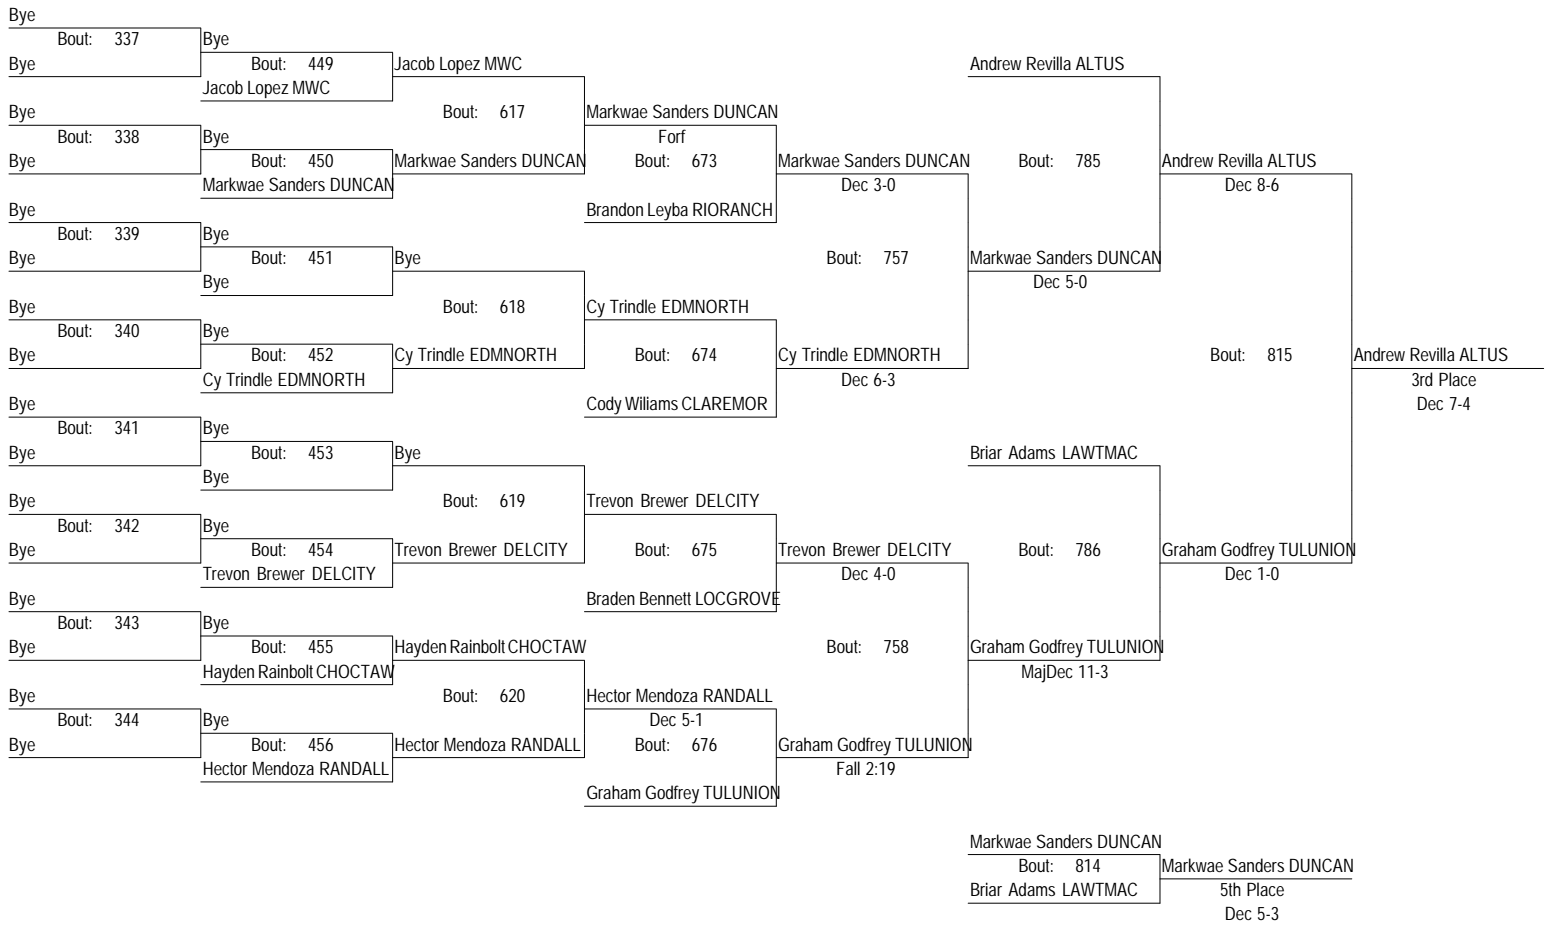 Bye
Bout: 337
Bye
Bye
Bout: 449
Jacob Lopez MWC
Jacob Lopez MWC
Bye
Bout: 338
Bye
Bye
Bout: 450
Markwae Sanders DUNCAN
Bout: 617
Markwae Sanders DUNCAN
Markwae Sanders DUNCAN
Forf
Bout: 673
Brandon Leyba RIORANCH
Markwae Sanders DUNCAN
Dec 3-0
Bye
Bout: 339
Bye
Bye
Bout: 451
Bye
Bye
Bye
Bout: 340
Bye
Bye
Bout: 452
Cy Trindle EDMNORTH
Bout: 618
Cy Trindle EDMNORTH
Cy Trindle EDMNORTH
Bout: 674
Cody Wiliams CLAREMOR
Cy Trindle EDMNORTH
Dec 6-3
Bout: 757
Andrew Revilla ALTUS
Bout: 785
Markwae Sanders DUNCAN
Dec 5-0
Andrew Revilla ALTUS
Dec 8-6
Bye
Bout: 341
Bye
Bye
Bout: 453
Bye
Bye
Bye
Bout: 342
Bye
Bye
Bout: 454
Trevon Brewer DELCITY
Bout: 619
Trevon Brewer DELCITY
Trevon Brewer DELCITY
Bout: 675
Braden Bennett LOCGROVE
Trevon Brewer DELCITY
Dec 4-0
Bye
Bout: 343
Bye
Bye
Bout: 455
Hayden Rainbolt CHOCTAW
Hayden Rainbolt CHOCTAW
Bye
Bout: 344
Bye
Bye
Bout: 456
Hector Mendoza RANDALL
Bout: 620
Hector Mendoza RANDALL
Hector Mendoza RANDALL
Dec 5-1
Bout: 676
Graham Godfrey TULUNION
Graham Godfrey TULUNION
Fall 2:19
Bout: 758
Briar Adams LAWTMAC
Bout: 786
Graham Godfrey TULUNION
MajDec 11-3
Graham Godfrey TULUNION
Dec 1-0
Bout: 815
Andrew Revilla ALTUS
3rd Place
Dec 7-4
Markwae Sanders DUNCAN
Bout: 814
Briar Adams LAWTMAC
Markwae Sanders DUNCAN
5th Place
Dec 5-3